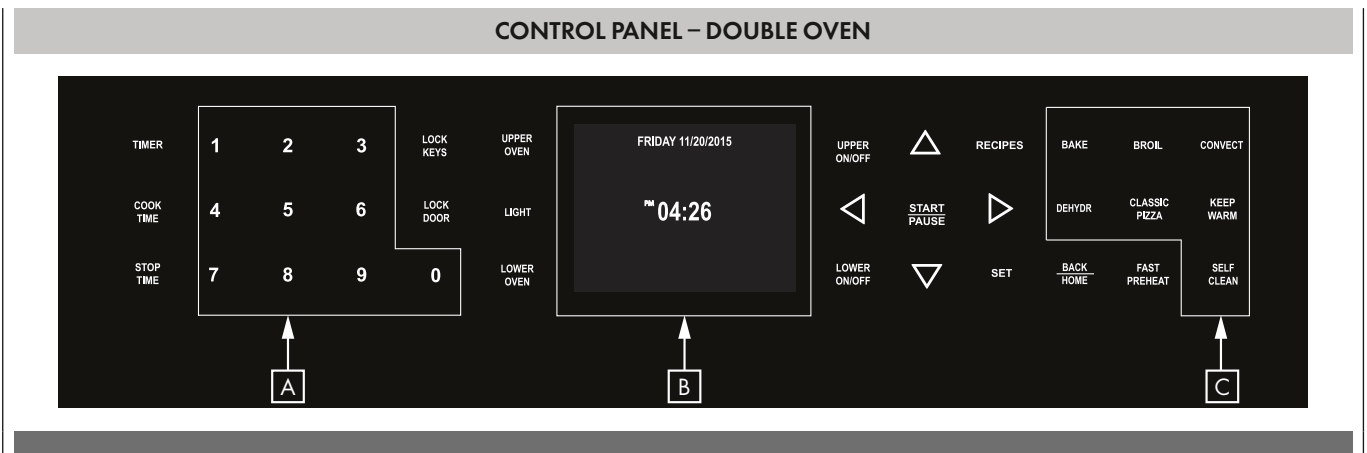 CONTROL PANEL – DOUBLE OVEN
TIMER
1
2
3
LOCK
KEYS
UPPER
OVEN
FRIDAY 11/20/2015
UPPER
ON/OFF
RECIPES
BAKE
BROIL
CONVECT
COOK
TIME
4
5
6
LOCK
DOOR
LIGHT
PM 04:26
START
PAUSE
DEHYDR
CLASSIC
PIZZA
KEEP
WARM
STOP
TIME
7
8
9
0
LOWER
OVEN
LOWER
ON/OFF
SET
BACK
HOME
FAST
PREHEAT
SELF
CLEAN
A
B
C